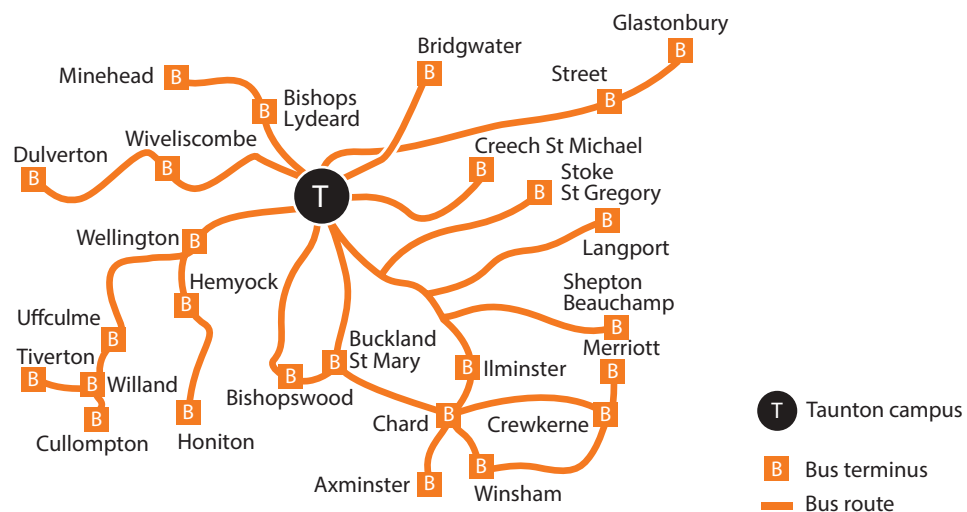 Glastonbury
B
Bridgwater
B
Street
B
Minehead
B
Bishops
Lydeard
B
Wiveliscombe
B
Dulverton
B
Creech St Michael
B
Stoke
St Gregory
B
T
Langport
B
Wellington
B
Hemyock
B
Shepton
Beauchamp
B
Uffculme
B
Merriott
B
Tiverton
B
Willand
B
Buckland
St Mary
B
Ilminster
B
Bishopswood
B
Cullompton
B
Honiton
B
Chard
B
Crewkerne
B
Axminster
B
Winsham
B
T Taunton campus
B Bus terminus
Bus route